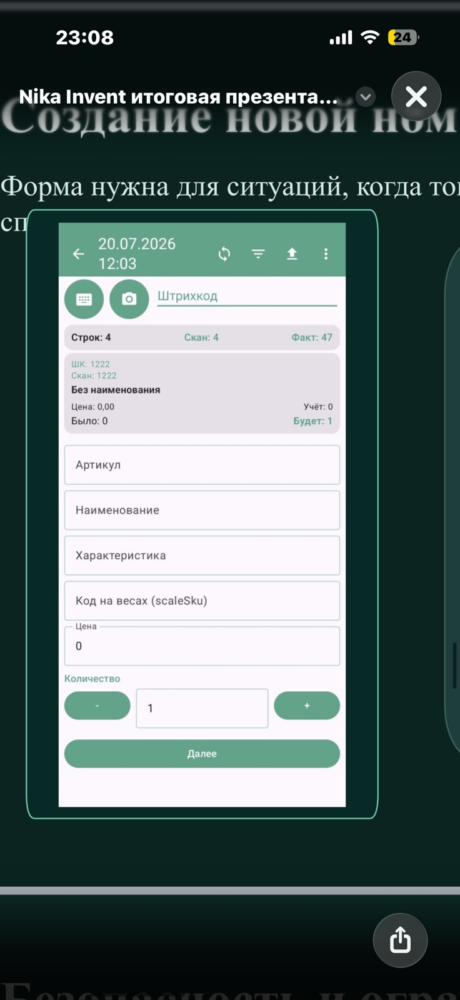 23:08
24
Nika Invent итоговая презента...
Создание новой ном
Форма нужна для ситуаций, когда то
сп
20.07.2026
12:03
Штрихкод
Строк: 4 Скан: 4 Факт: 47
ШК: 1222
Скан: 1222
Без наименования
Цена: 0,00 Учёт: 0
Было: 0 Будет: 1
Артикул
Наименование
Характеристика
Код на весах (scaleSku)
Цена
0
Количество
- 1 +
Далее
Безопасность и огра